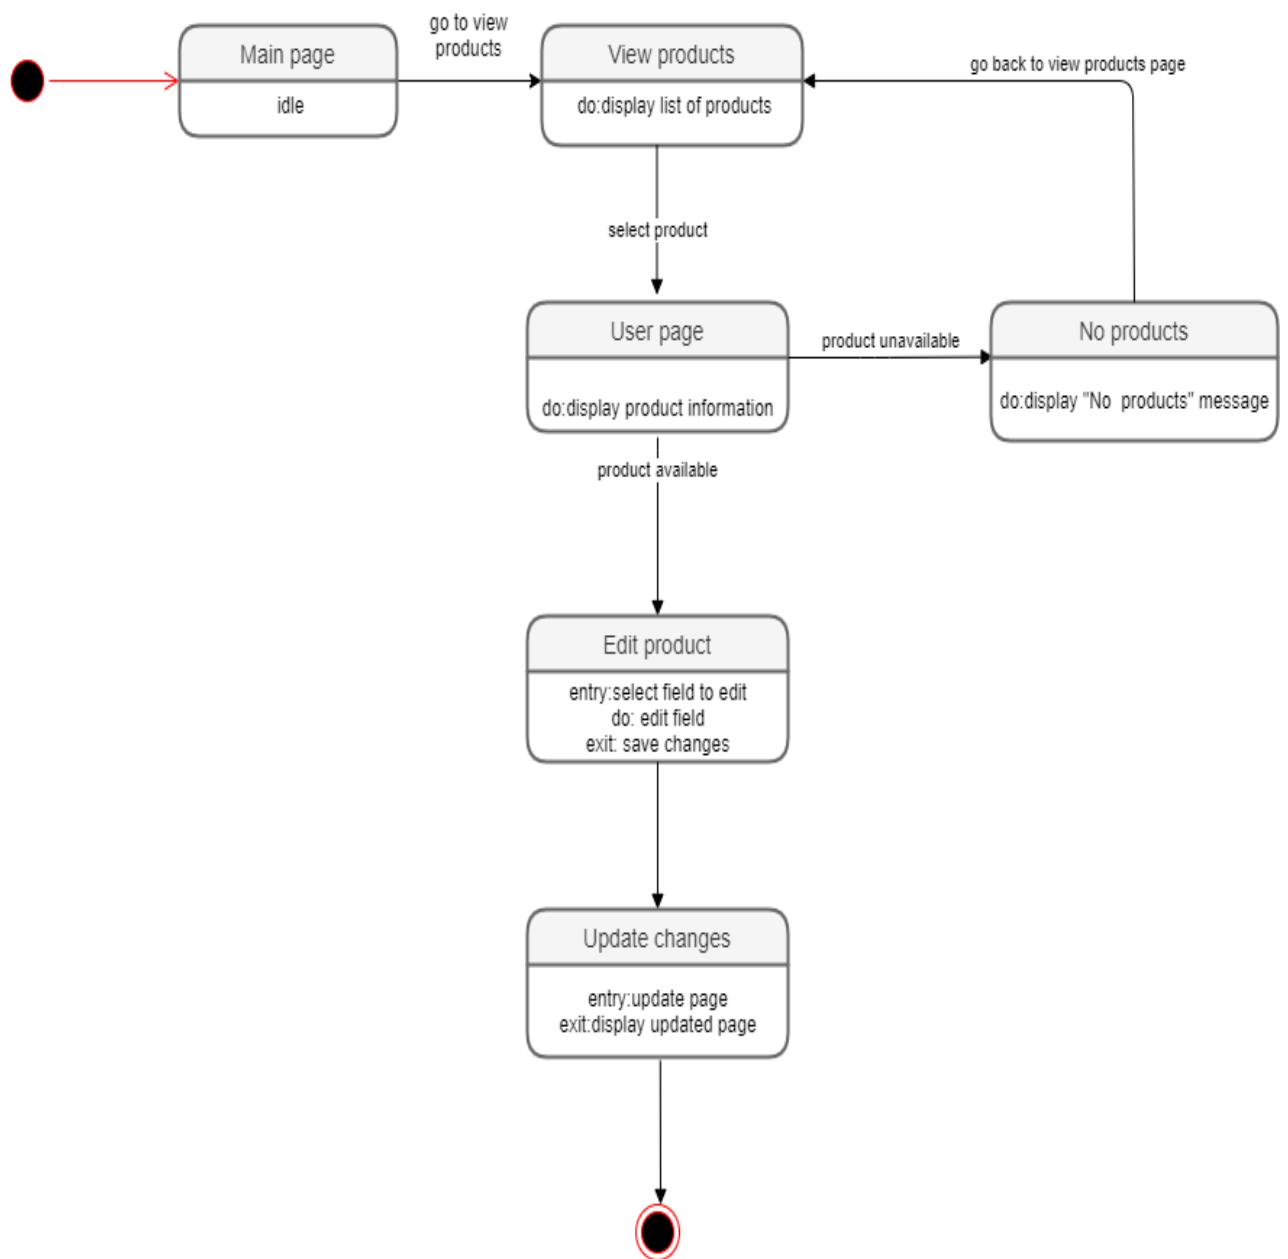 Main page
idle
go to view
products
View products
do:display list of products
go back to view products page
select product
User page
do:display product information
product unavailable
No products
do:display "No  products" message
product available
Edit product
entry:select field to edit
do: edit field
exit: save changes
Update changes
entry:update page
exit:display updated page